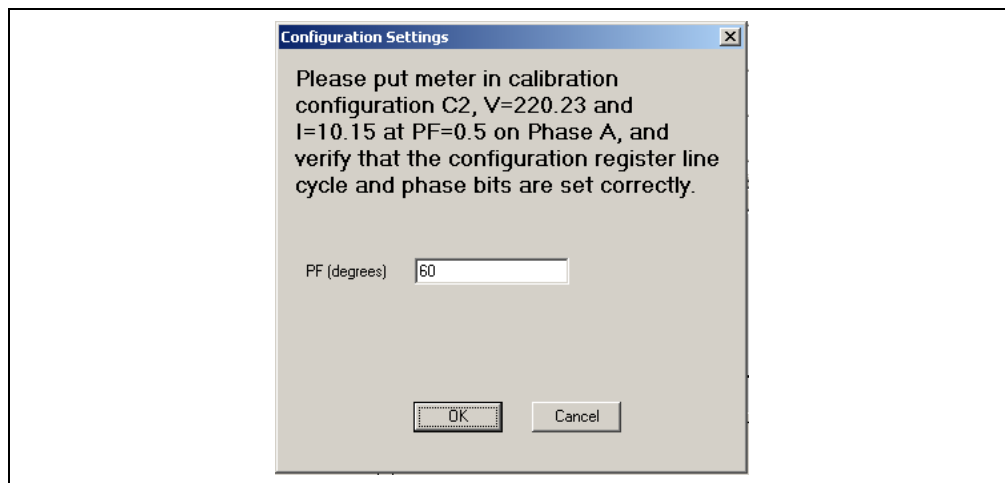 Configuration Settings
Please put meter in calibration
configuration C2, V=220.23 and
I=10.15 at PF=0.5 on Phase A, and
verify that the configuration register line
cycle and phase bits are set correctly.
PF (degrees) 60
OK Cancel